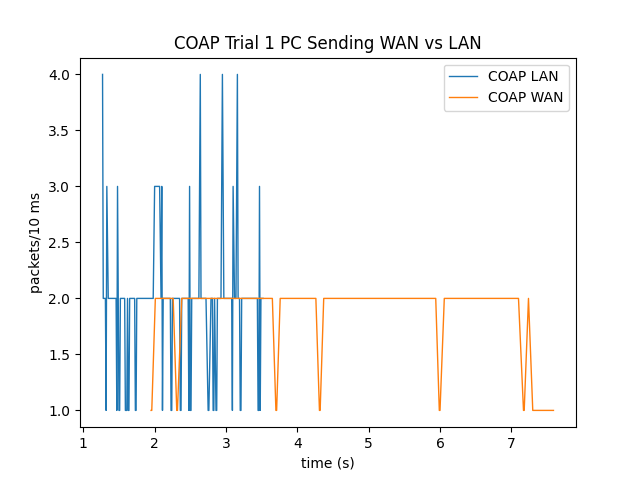 COAP Trial 1 PC Sending WAN vs LAN
COAP LAN
COAP WAN
packets/10 ms
4.0
3.5
3.0
2.5
2.0
1.5
1.0
1 2 3 4 5 6 7
time (s)